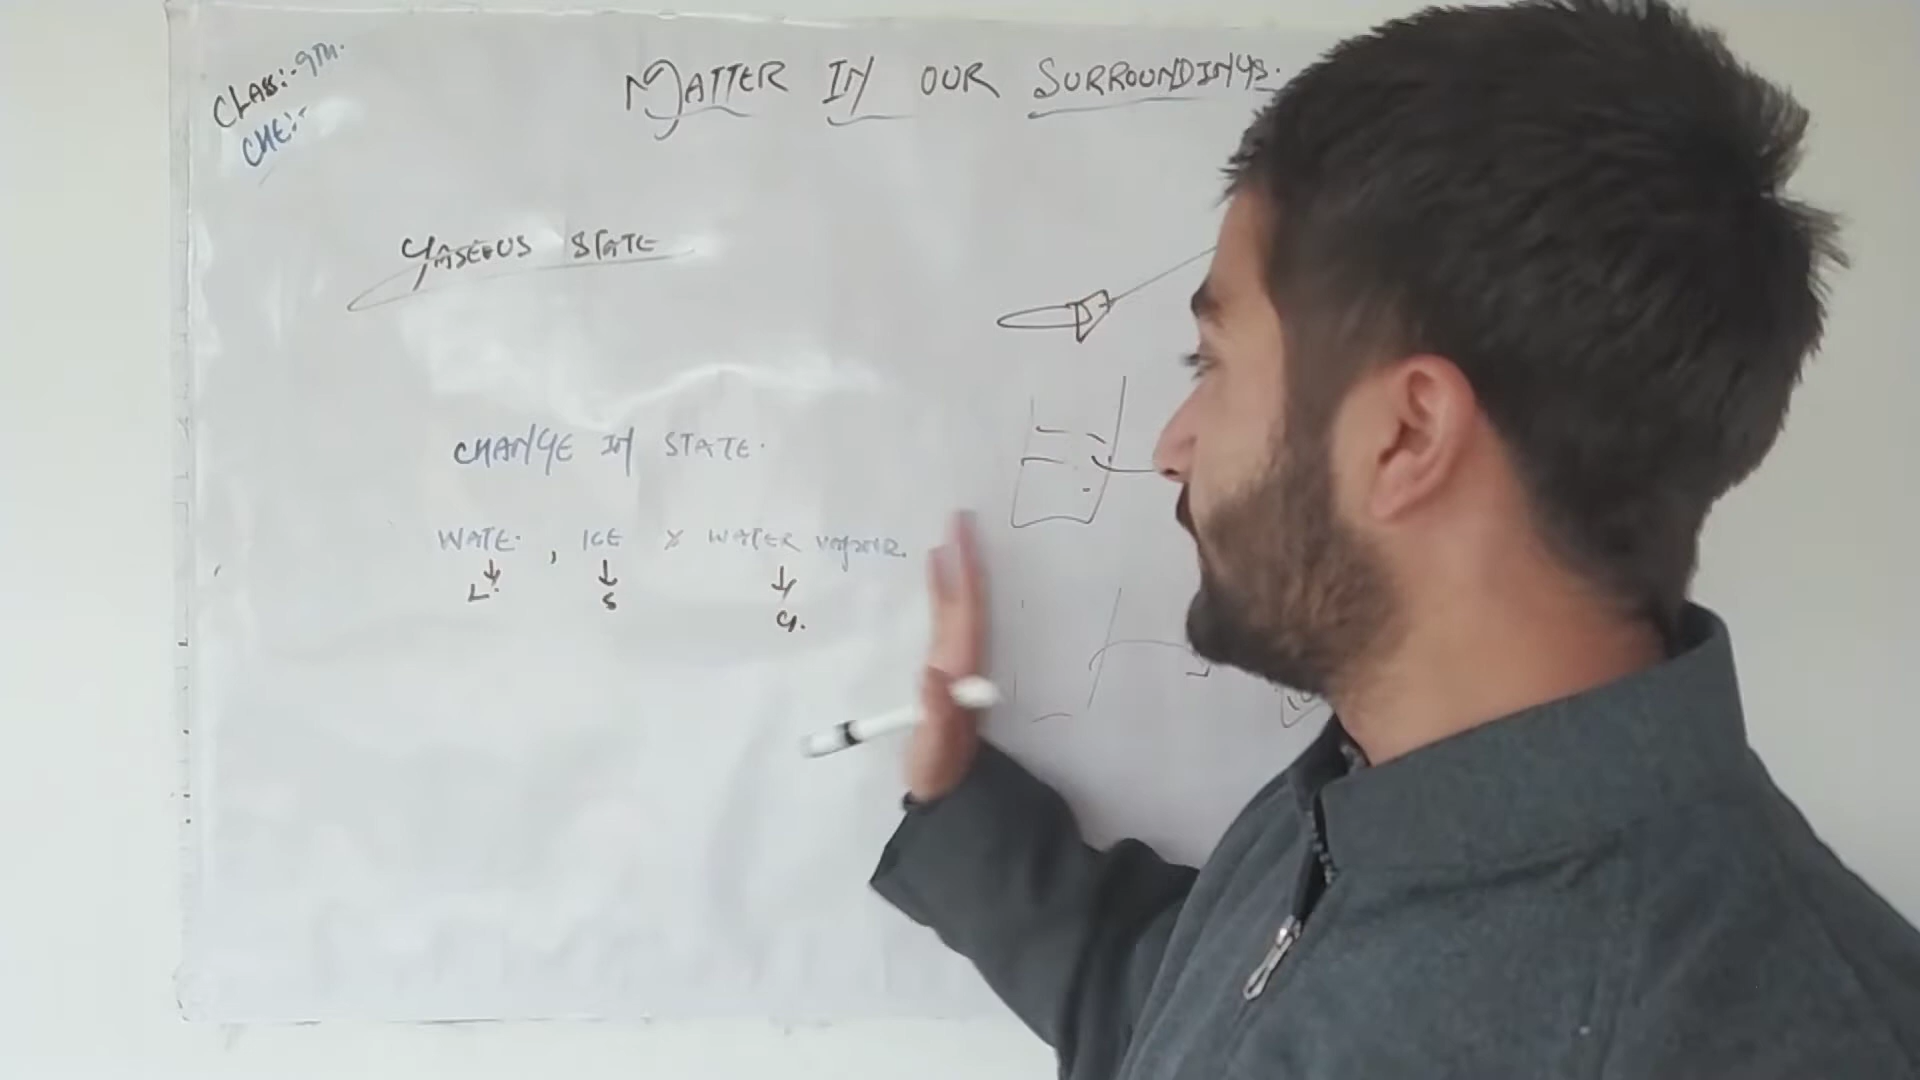 CLASS:- 9TH.
CHE:-
MATTER IN OUR SURROUNDINGS.
GASEOUS STATE
CHANGE IN STATE.
WATE. , ICE & WATER VAPOUR.
L. S G.